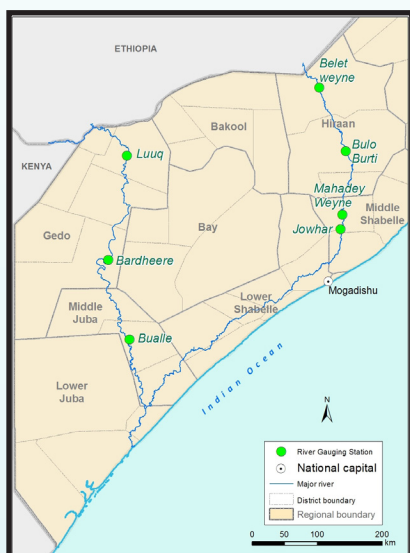 ETHIOPIA
Belet
weyne
Hiraan
Bakool
Bulo
Burti
Luuq
KENYA
Mahadey
Weyne
Middle
Shabelle
Gedo
Bay
Jowhar
Bardheere
Mogadishu
Middle
Juba
Lower
Shabelle
Bualle
Lower
Juba
Indian Ocean
N
River Gauging Station
National capital
Major river
District boundary
Regional boundary
0 50 100 200
km